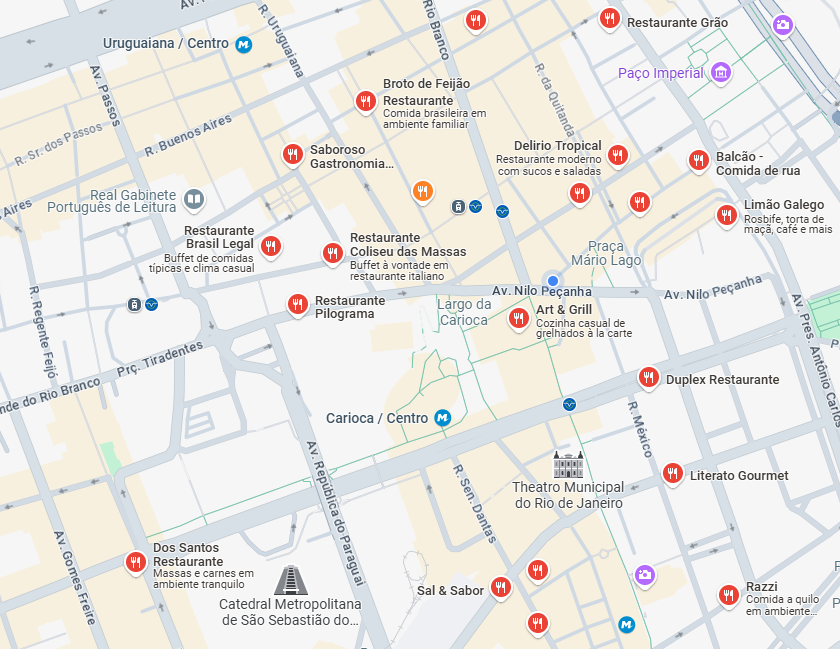 Av.
R. Uruguaiana
Rio Branco
Restaurante Grão
Uruguaiana / Centro
Av. Passos
R. da Quitanda
Paço Imperial
Broto de Feijão
Restaurante
Comida brasileira em
ambiente familiar
R. Sr. dos Passos
R. Buenos Aires
Saboroso
Gastronomia...
Delirio Tropical
Restaurante moderno
com sucos e saladas
Balcão -
Comida de rua
Real Gabinete
Português de Leitura
Aires
Limão Galego
Rosbife, torta de
maçã, café e mais
Restaurante
Brasil Legal
Buffet de comidas
típicas e clima casual
Restaurante
Coliseu das Massas
Buffet à vontade em
restaurante italiano
Praça
Mário Lago
R. Regente Feijó
Restaurante
Pilograma
Av. Nilo Peçanha
Av. Nilo Peçanha
Largo da
Carioca
Art & Grill
Cozinha casual de
grelhados à la carte
Av. Pres. Antônio Carlos
Prç. Tiradentes
nde do Rio Branco
Duplex Restaurante
Carioca / Centro
R. México
Av. República do Paraguai
R. Sen. Dantas
Theatro Municipal
do Rio de Janeiro
Literato Gourmet
Av. Gomes Freire
Dos Santos
Restaurante
Massas e carnes em
ambiente tranquilo
Catedral Metropolitana
de São Sebastião do...
Sal & Sabor
Razzi
Comida a quilo
em ambiente...